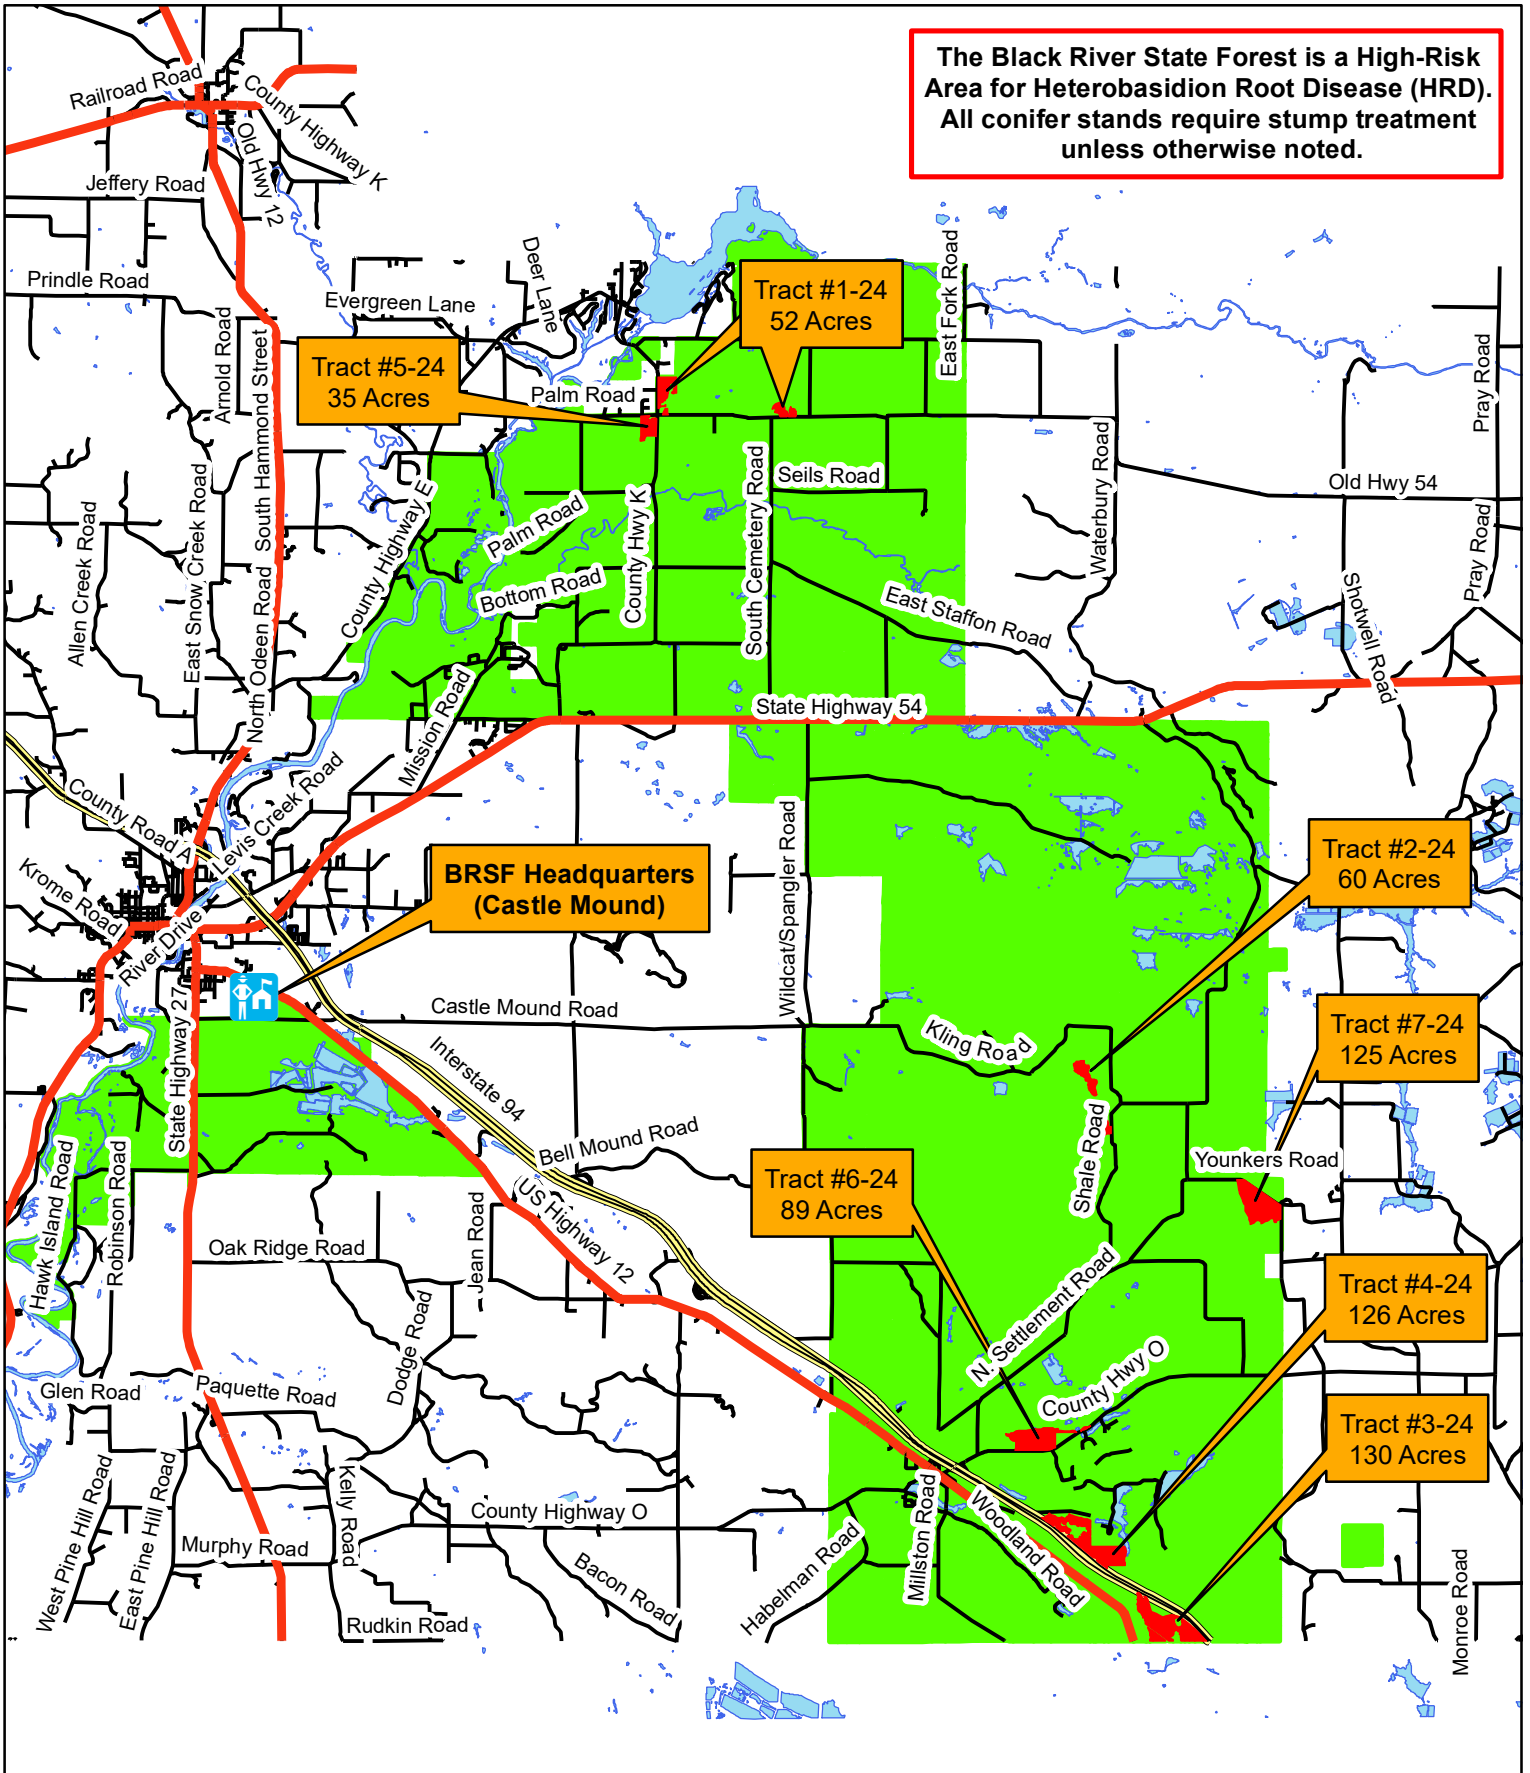 The Black River State Forest is a High-Risk
Area for Heterobasidion Root Disease (HRD).
All conifer stands require stump treatment
unless otherwise noted.
Railroad Road
County Highway K
Old Hwy 12
Jeffery Road
Prindle Road
Evergreen Lane
Deer Lane
East Fork Road
Tract #1-24
52 Acres
Arnold Road
South Hammond Street
Tract #5-24
35 Acres
Palm Road
Pray Road
Waterbury Road
Seils Road
Old Hwy 54
East Snow Creek Road
Allen Creek Road
County Highway E
Palm Road
County Hwy K
South Cemetery Road
Pray Road
Bottom Road
East Staffon Road
Shotwell Road
North Odeen Road
Mission Road
State Highway 54
County Road A
Levis Creek Road
Wildcat/Spangler Road
Tract #2-24
60 Acres
BRSF Headquarters
(Castle Mound)
Krome Road
River Drive
State Highway 27
Castle Mound Road
Kling Road
Tract #7-24
125 Acres
Interstate 94
Bell Mound Road
Shale Road
Younkers Road
Hawk Island Road
Robinson Road
Tract #6-24
89 Acres
US Highway 12
Jean Road
Oak Ridge Road
N. Settlement Road
Tract #4-24
126 Acres
Dodge Road
Glen Road
Paquette Road
County Hwy O
Tract #3-24
130 Acres
West Pine Hill Road
East Pine Hill Road
Kelly Road
County Highway O
Millston Road
Woodland Road
Murphy Road
Bacon Road
Habelman Road
Rudkin Road
Monroe Road